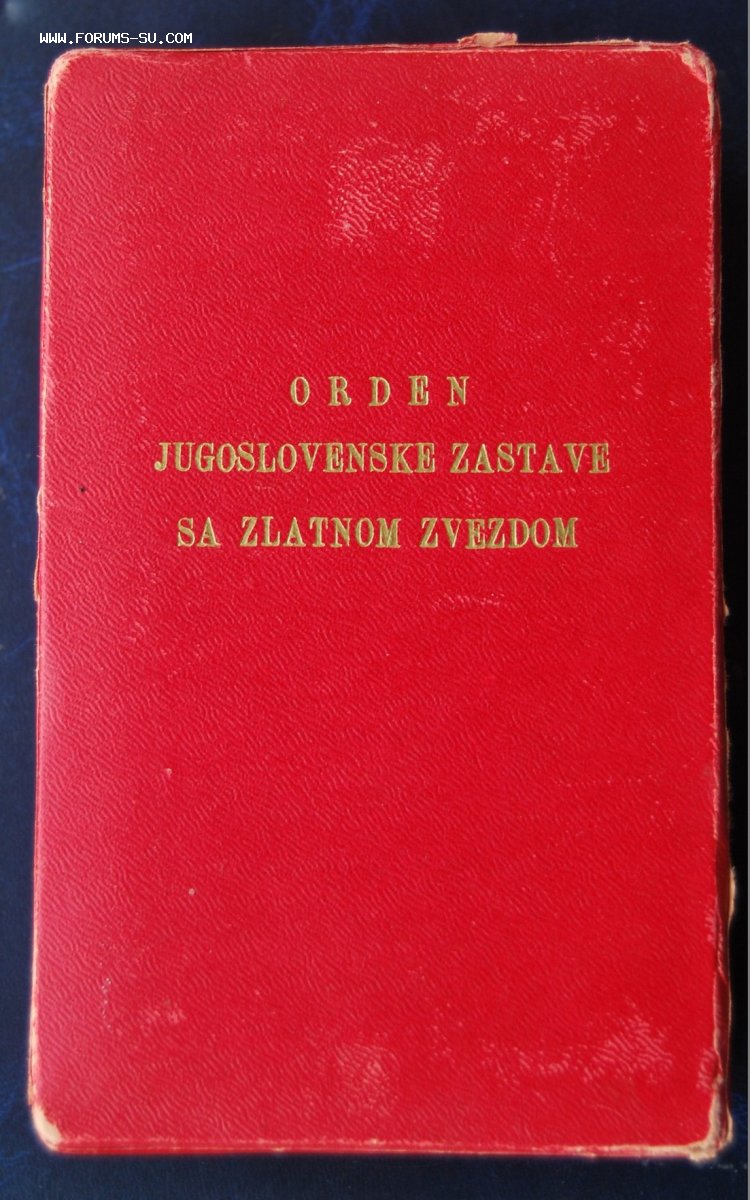 www.forums-su.com
ORDEN
JUGOSLOVENSKE ZASTAVE
SA ZLATNOM ZVEZDOM